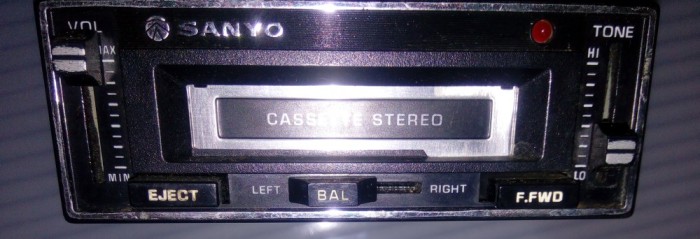 VOL
SANYO
TONE
MAX
HI
CASSETTE STEREO
MIN
LO
EJECT
LEFT
BAL
RIGHT
F.FWD